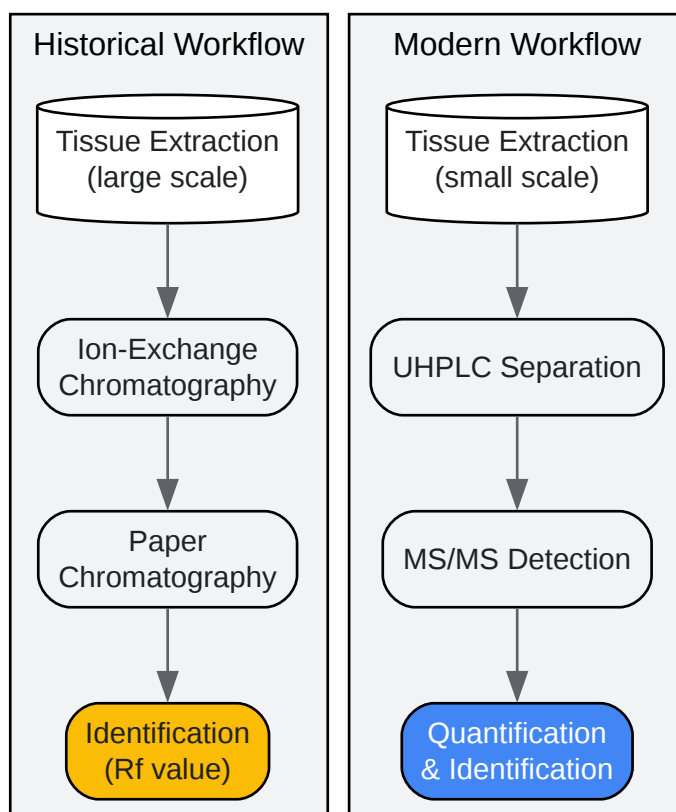 Historical Workflow
Tissue Extraction
(large scale)
Ion-Exchange
Chromatography
Paper
Chromatography
Identification
(Rf value)
Modern Workflow
Tissue Extraction
(small scale)
UHPLC Separation
MS/MS Detection
Quantification
& Identification